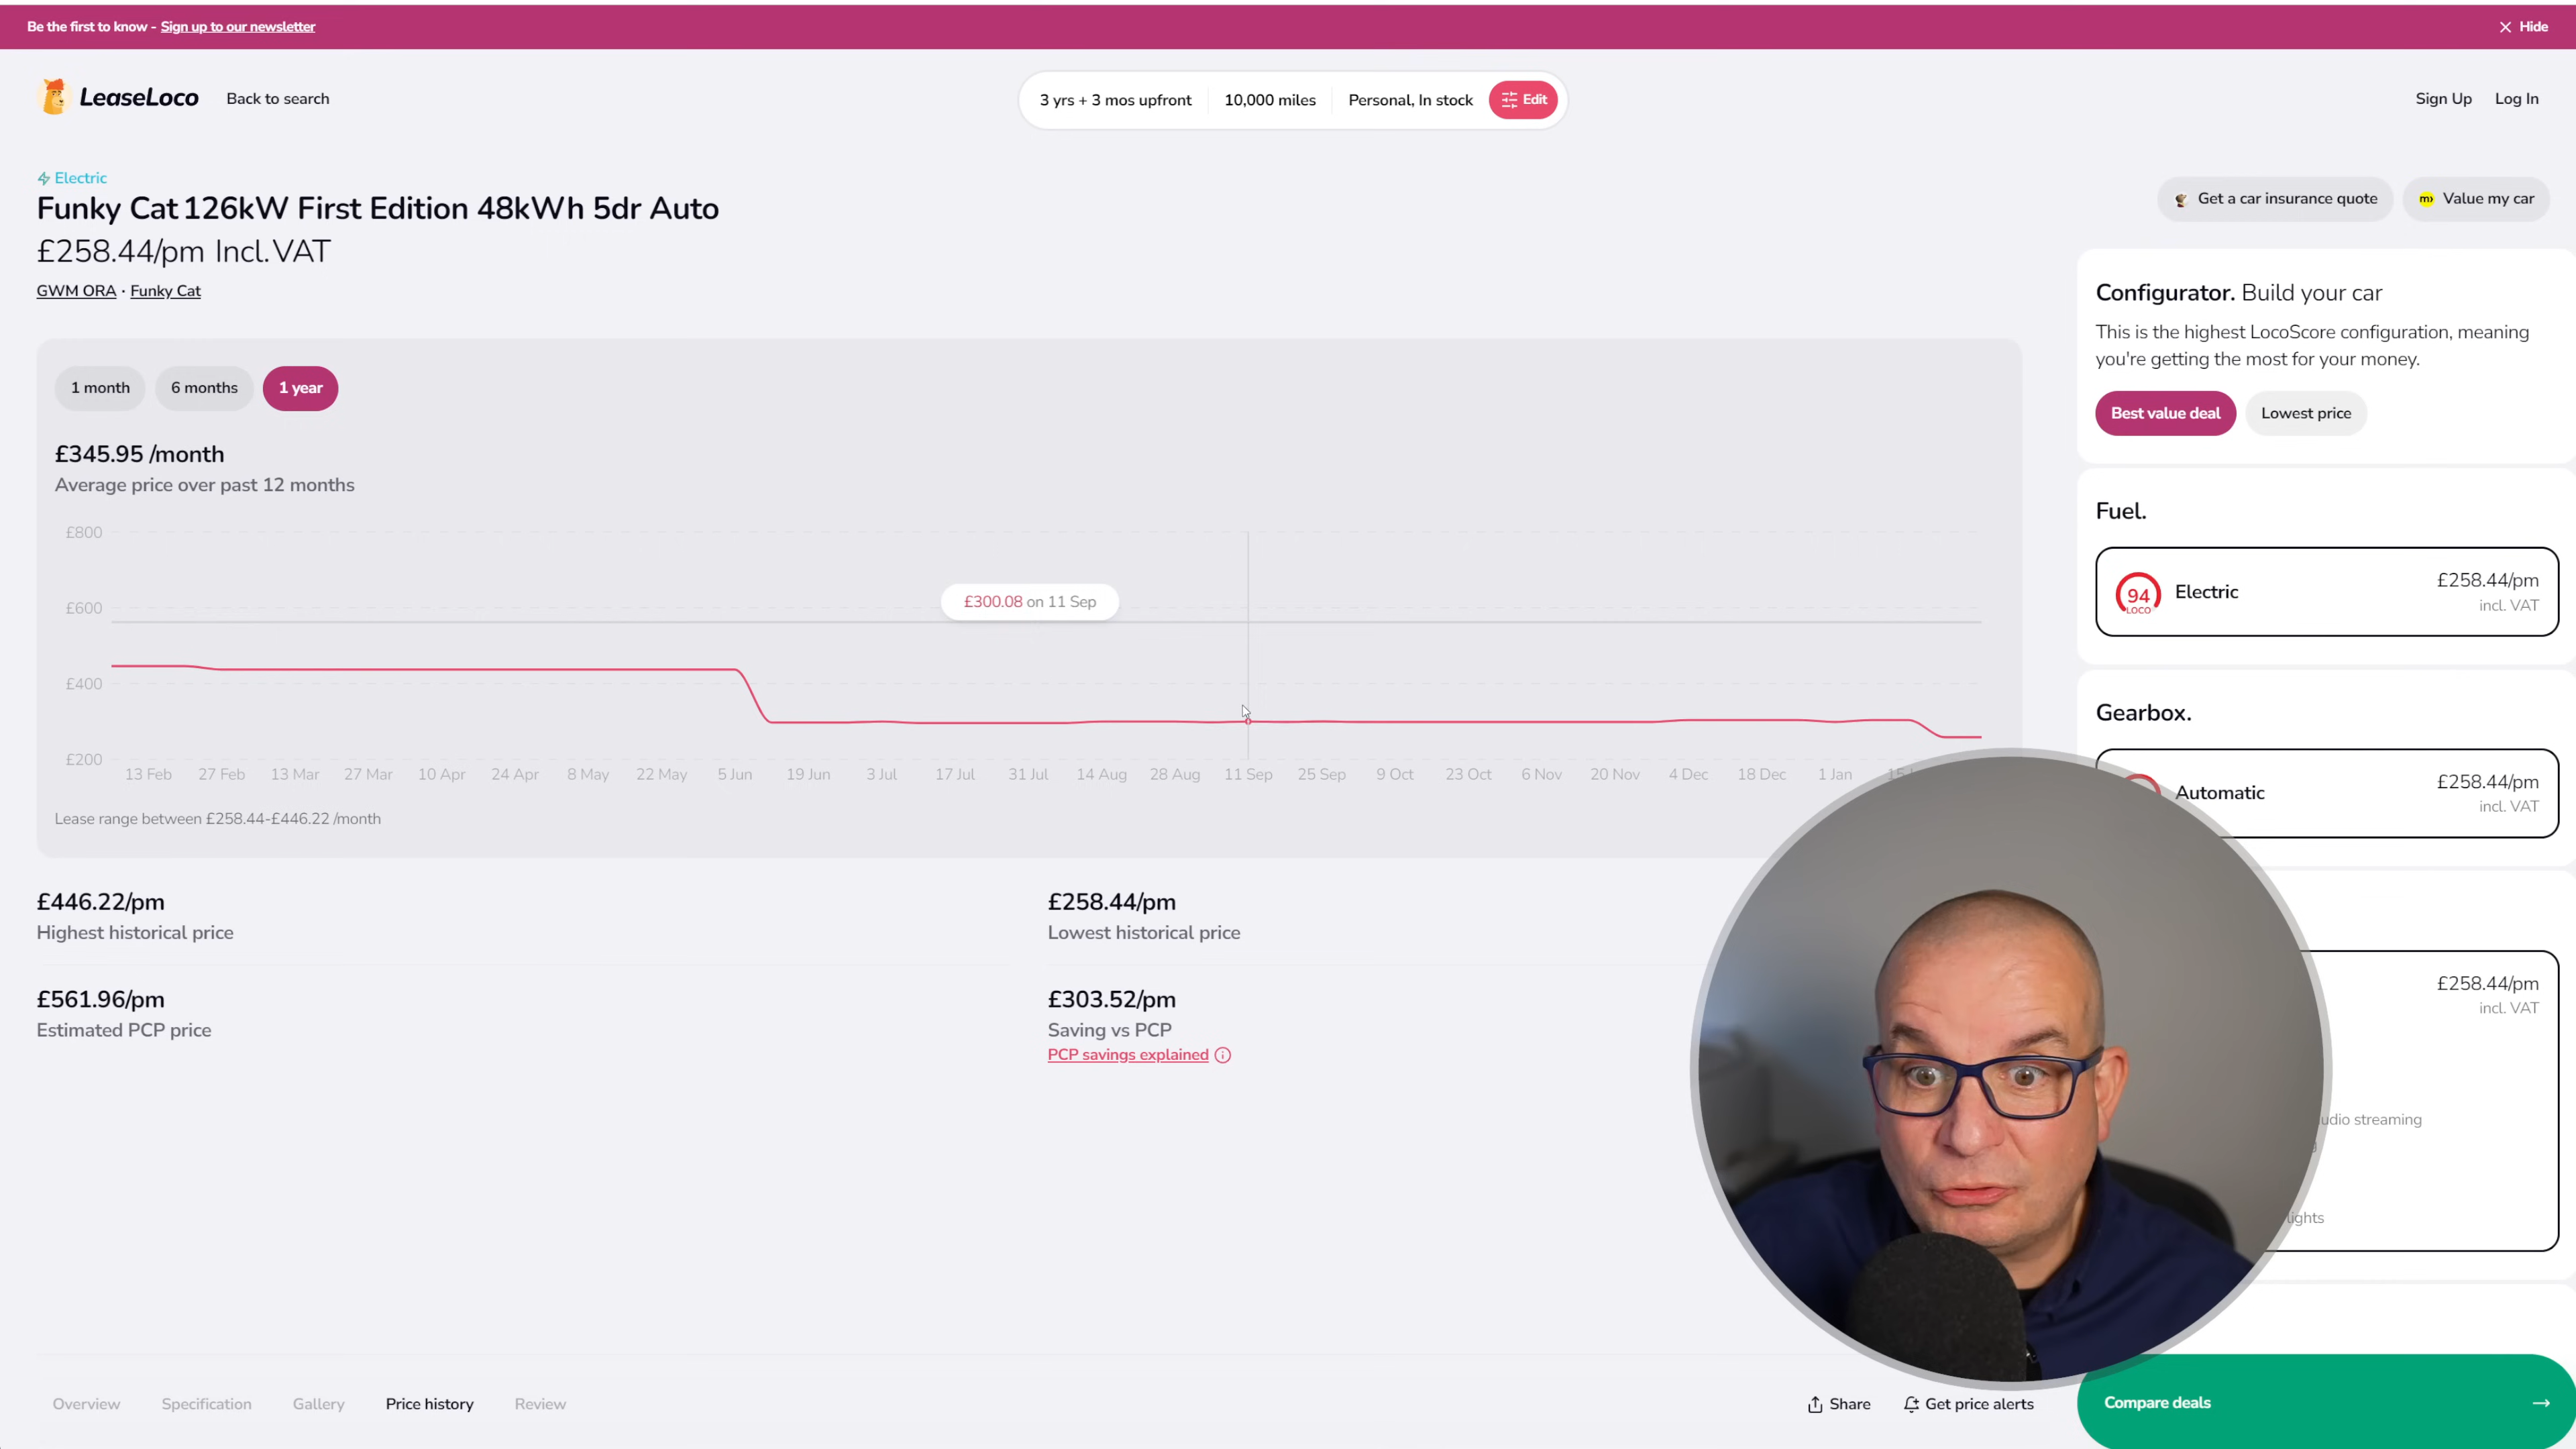 Be the first to know - Sign up to our newsletter
Hide
LeaseLoco
Back to search
3 yrs + 3 mos upfront
10,000 miles
Personal, In stock
Edit
Sign Up
Log In
Electric
Funky Cat 126kW First Edition 48kWh 5dr Auto
£258.44/pm Incl.VAT
GWM ORA · Funky Cat
Get a car insurance quote
Value my car
1 month
6 months
1 year
£345.95 /month
Average price over past 12 months
£800
£600
£400
£200
£300.08 on 11 Sep
13 Feb
27 Feb
13 Mar
27 Mar
10 Apr
24 Apr
8 May
22 May
5 Jun
19 Jun
3 Jul
17 Jul
31 Jul
14 Aug
28 Aug
11 Sep
25 Sep
9 Oct
23 Oct
6 Nov
20 Nov
4 Dec
18 Dec
1 Jan
Lease range between £258.44-£446.22 /month
£446.22/pm
Highest historical price
£258.44/pm
Lowest historical price
£561.96/pm
Estimated PCP price
£303.52/pm
Saving vs PCP
PCP savings explained
Configurator. Build your car
This is the highest LocoScore configuration, meaning
you're getting the most for your money.
Best value deal
Lowest price
Fuel.
94
LOCO
Electric
£258.44/pm
incl. VAT
Gearbox.
Automatic
£258.44/pm
incl. VAT
£258.44/pm
incl. VAT
streaming
Overview
Specification
Gallery
Price history
Review
Share
Get price alerts
Compare deals